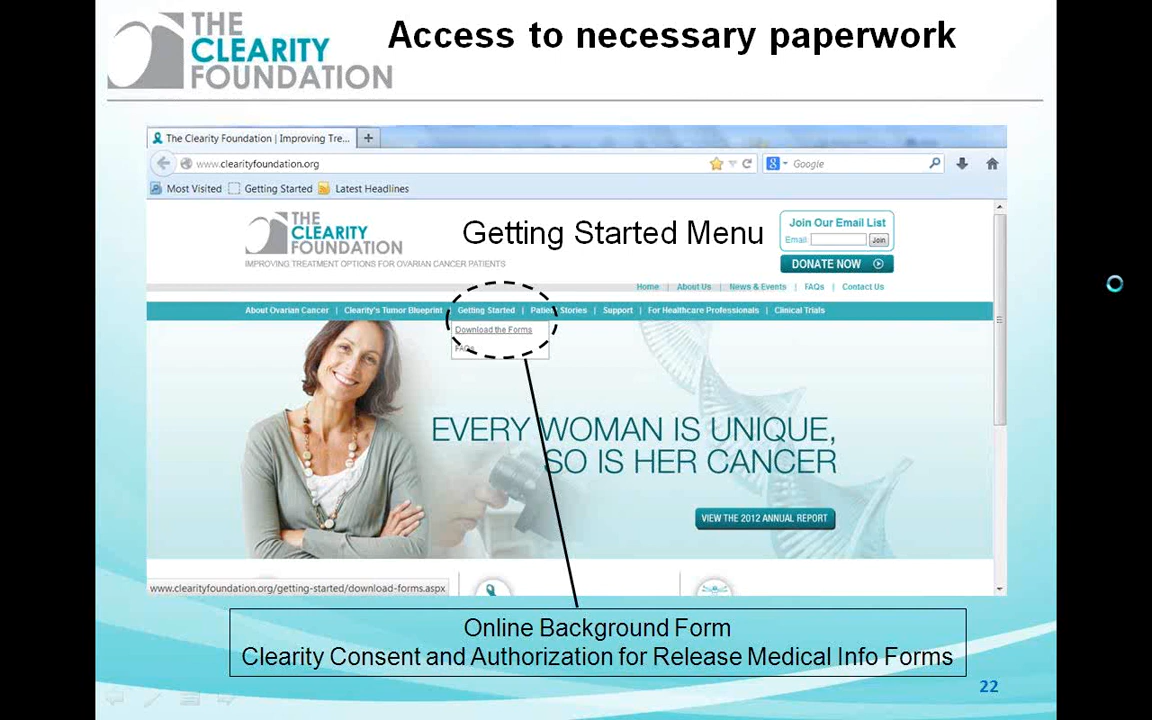 THE
CLEARITY
FOUNDATION
Access to necessary paperwork
The Clearity Foundation | Improving Tre...
www.clearityfoundation.org
Google
Most Visited Getting Started Latest Headlines
THE
CLEARITY
FOUNDATION
IMPROVING TREATMENT OPTIONS FOR OVARIAN CANCER PATIENTS
Getting Started Menu
Join Our Email List
Email: Join
DONATE NOW
Home | About Us | News & Events | FAQs | Contact Us
About Ovarian Cancer | Clearity's Tumor Blueprint | Getting Started | Patient Stories | Support | For Healthcare Professionals | Clinical Trials
Download the Forms
FAQs
EVERY WOMAN IS UNIQUE,
SO IS HER CANCER
VIEW THE 2012 ANNUAL REPORT
www.clearityfoundation.org/getting-started/download-forms.aspx
Online Background Form
Clearity Consent and Authorization for Release Medical Info Forms
22